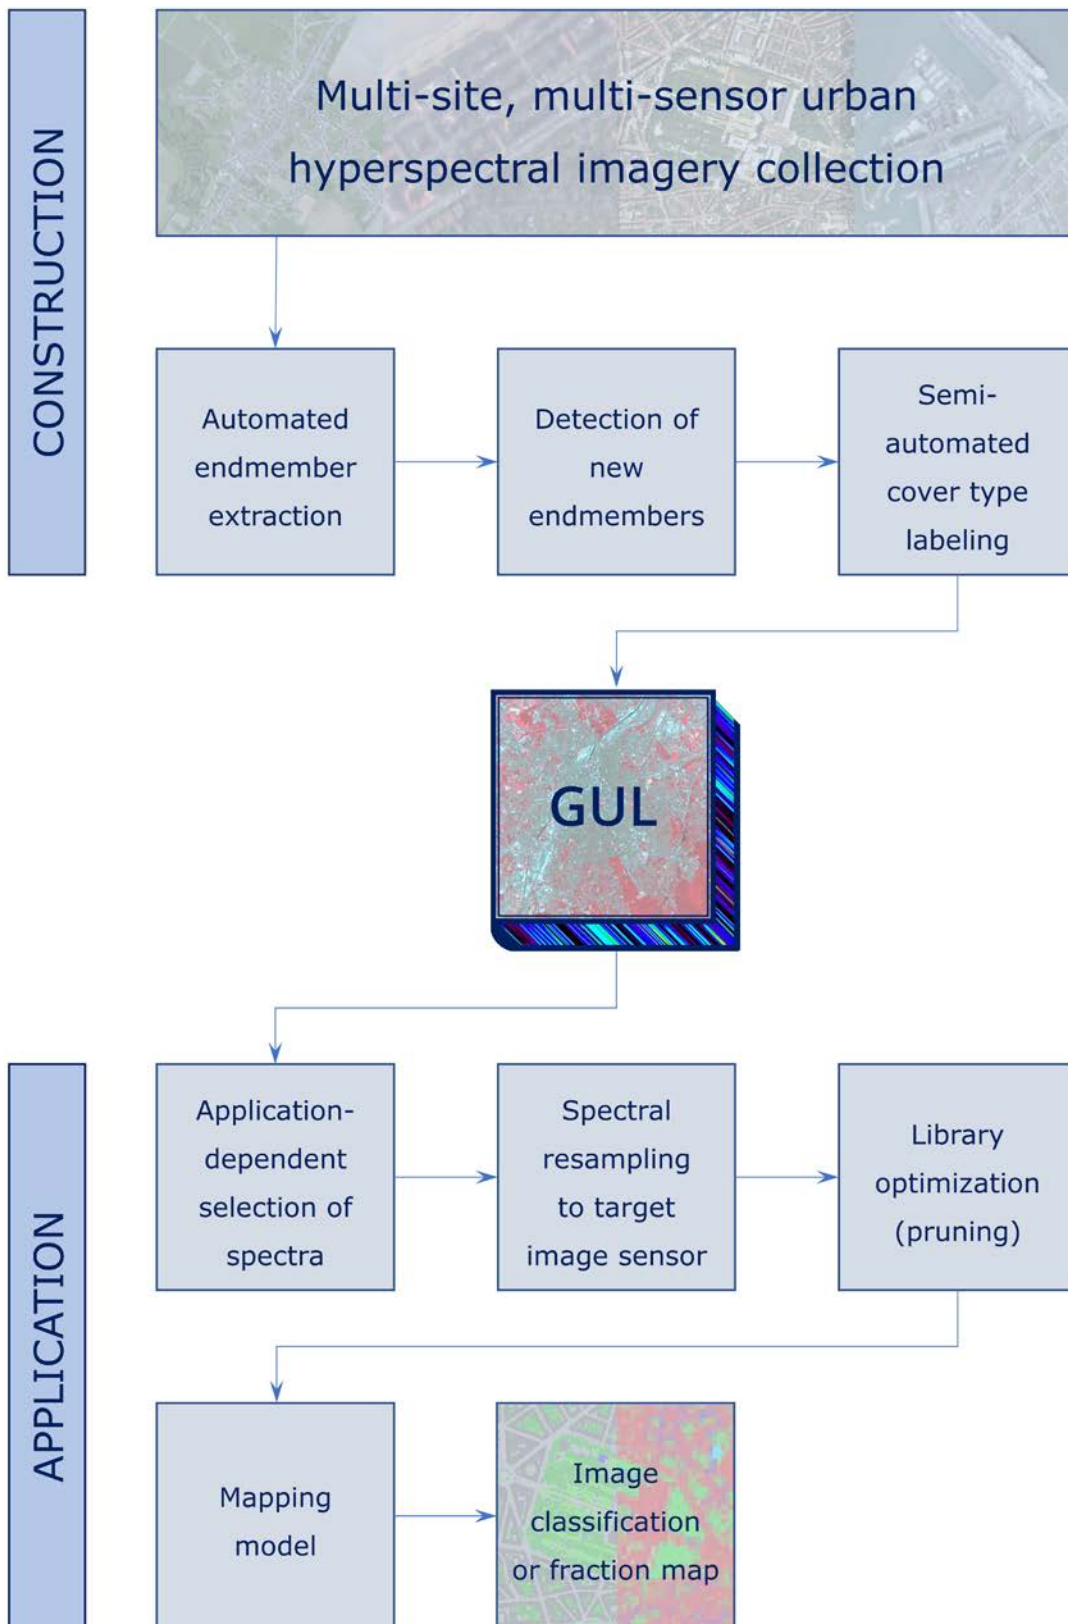 CONSTRUCTION
Multi-site, multi-sensor urban
hyperspectral imagery collection
Automated
endmember
extraction
Detection of
new
endmembers
Semi-
automated
cover type
labeling
GUL
APPLICATION
Application-
dependent
selection of
spectra
Spectral
resampling
to target
image sensor
Library
optimization
(pruning)
Mapping
model
Image
classification
or fraction map